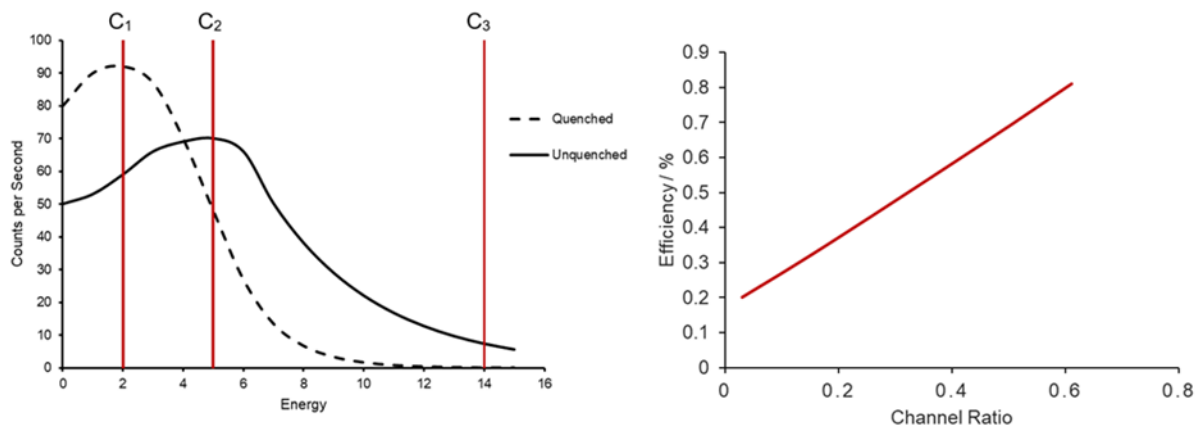 C₁ C₂ C₃
100
90
80
70
60
50
40
30
20
10
0
Counts per Second
0 2 4 6 8 10 12 14 16
Energy
Quenched
Unquenched
0.9
0.8
0.7
0.6
0.5
0.4
0.3
0.2
0.1
0
Efficiency / %
0 0.2 0.4 0.6 0.8
Channel Ratio